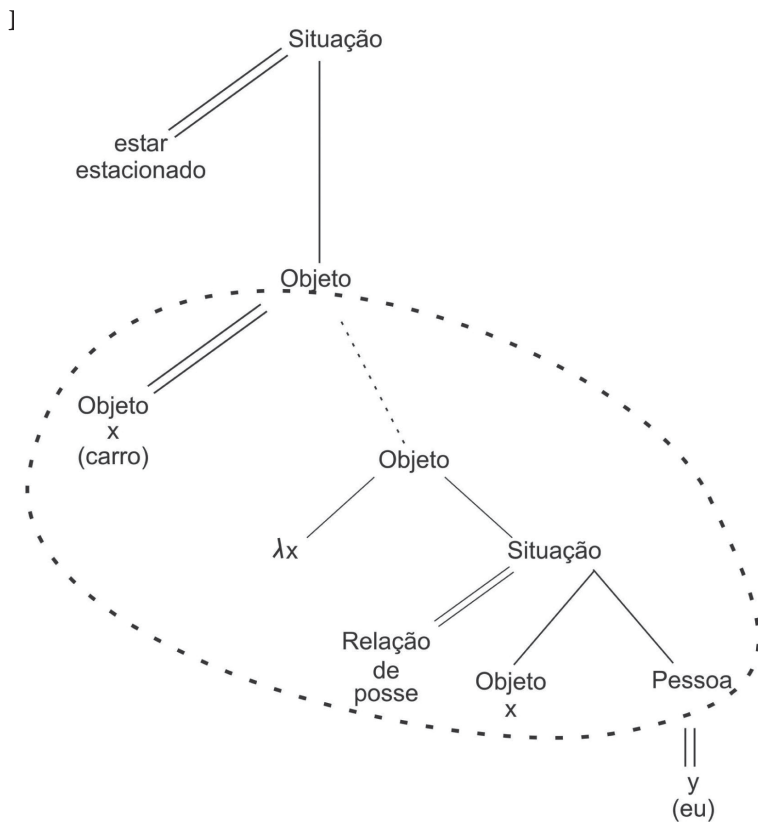 ]
Situação
estar
estacionado
Objeto
Objeto
x
(carro)
Objeto
λx
Situação
Relação
de
posse
Objeto
x
Pessoa
y
(eu)